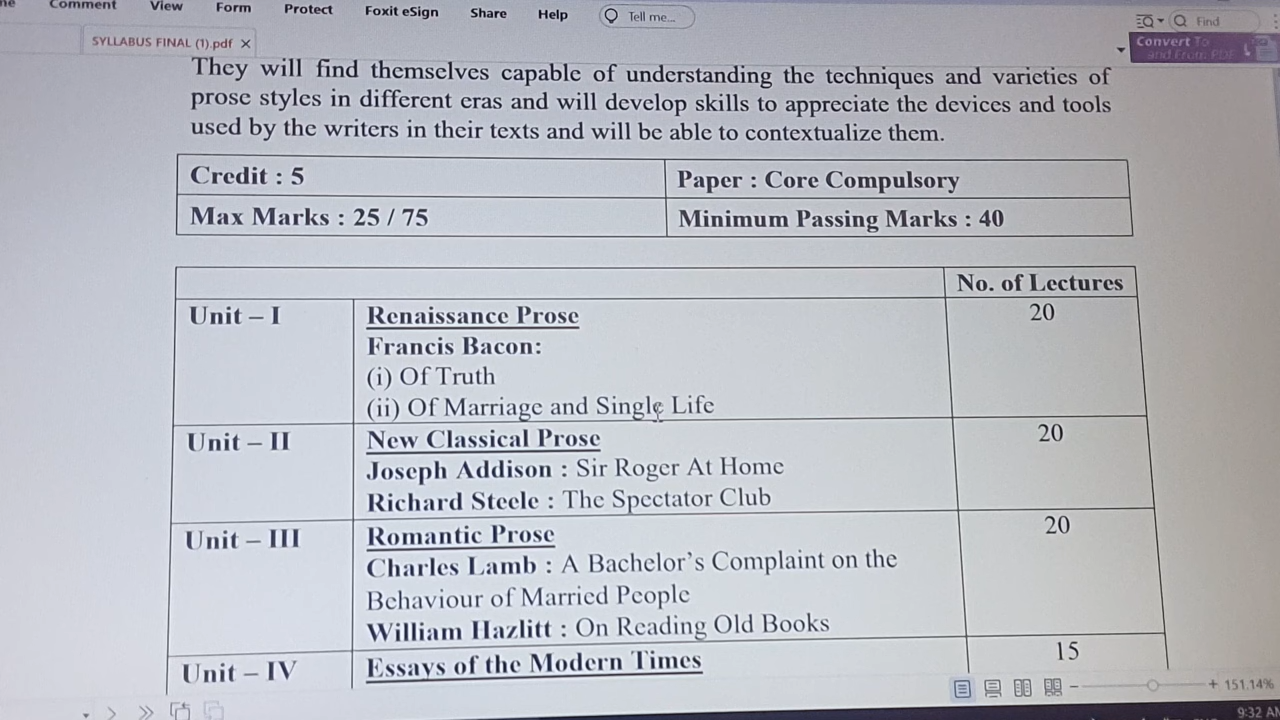 Comment View Form Protect Foxit eSign Share Help Tell me...
Find
SYLLABUS FINAL (1).pdf ×
Convert To
and From PDF
They will find themselves capable of understanding the techniques and varieties of
prose styles in different eras and will develop skills to appreciate the devices and tools
used by the writers in their texts and will be able to contextualize them.
Credit : 5 Paper : Core Compulsory
Max Marks : 25 / 75 Minimum Passing Marks : 40
No. of Lectures
Unit – I Renaissance Prose 20
Francis Bacon:
(i) Of Truth
(ii) Of Marriage and Single Life
Unit – II New Classical Prose 20
Joseph Addison : Sir Roger At Home
Richard Steele : The Spectator Club
Unit – III Romantic Prose 20
Charles Lamb : A Bachelor's Complaint on the
Behaviour of Married People
William Hazlitt : On Reading Old Books
Unit – IV Essays of the Modern Times 15
151.14%
9:32 AM